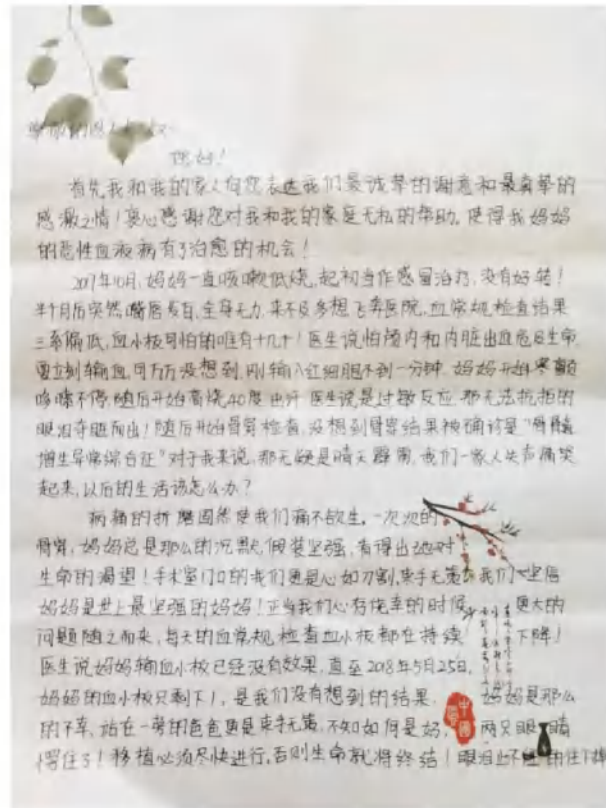 您好！
首先我和我的家人向您表达我们最诚挚的谢意和最真挚的
感激之情！衷心感谢您对我和我的家庭无私的帮助，使得我妈妈
的恶性血液病有了治愈的机会！
2017年10月，妈妈一直咳嗽低烧，起初当作感冒治疗，没有好转！
半个月后突然嘴唇发白，全身无力，来不及多想飞奔医院，血常规检查结果
三系偏低，血小板可怕的唯有十几个！医生说怕颅内和内脏出血危及生命
要立刻输血，可万万没想到，刚输入红细胞不到一分钟，妈妈开始寒颤
哆嗦不停，随后开始高烧40度出汗 医生说是过敏反应，那无法抗拒的
眼泪夺眶而出！随后开始骨穿检查，没想到骨穿结果被确诊是“骨髓
增生异常综合征”对于我来说，那无疑是晴天霹雳，我们一家人失声痛哭
起来，以后的生活该怎么办？
病痛的折磨固然使我们痛不欲生，一次次的
骨穿，妈妈总是那么的沉默，假装坚强，看得出她对
生命的渴望！手术室门口的我们更是心如刀割，束手无策 我们 坚信
妈妈是世上最坚强的妈妈！正当我们心存侥幸的时候 更大的
问题随之而来，每天的血常规检查血小板都在持续 下降！
医生说妈妈输血小板已经没有效果，直至2018年5月25日，
妈妈的血小板只剩下1，是我们没有想到的结果， 妈妈是那么
的不幸，站在一旁的爸爸更是束手无策，不知如何是好， 两只眼睛
愣住了！移植必须尽快进行，否则生命就将终结！眼泪止不住的往下掉
中國